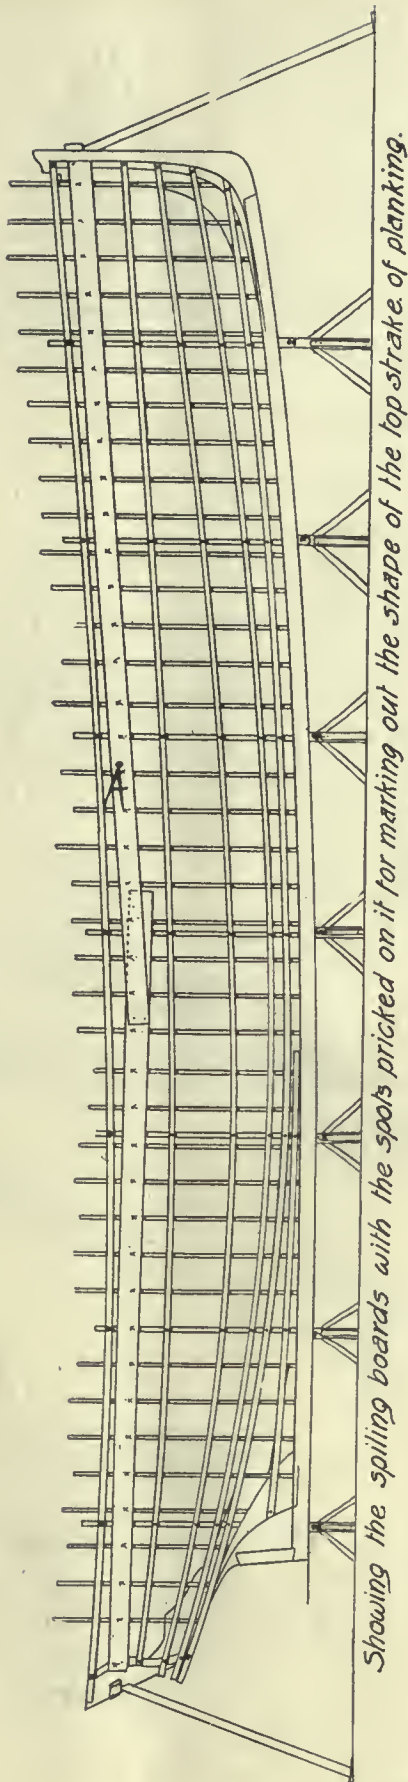 Showing the spiling boards with the spots pricked on it for marking out the shape of the top strake of planking.